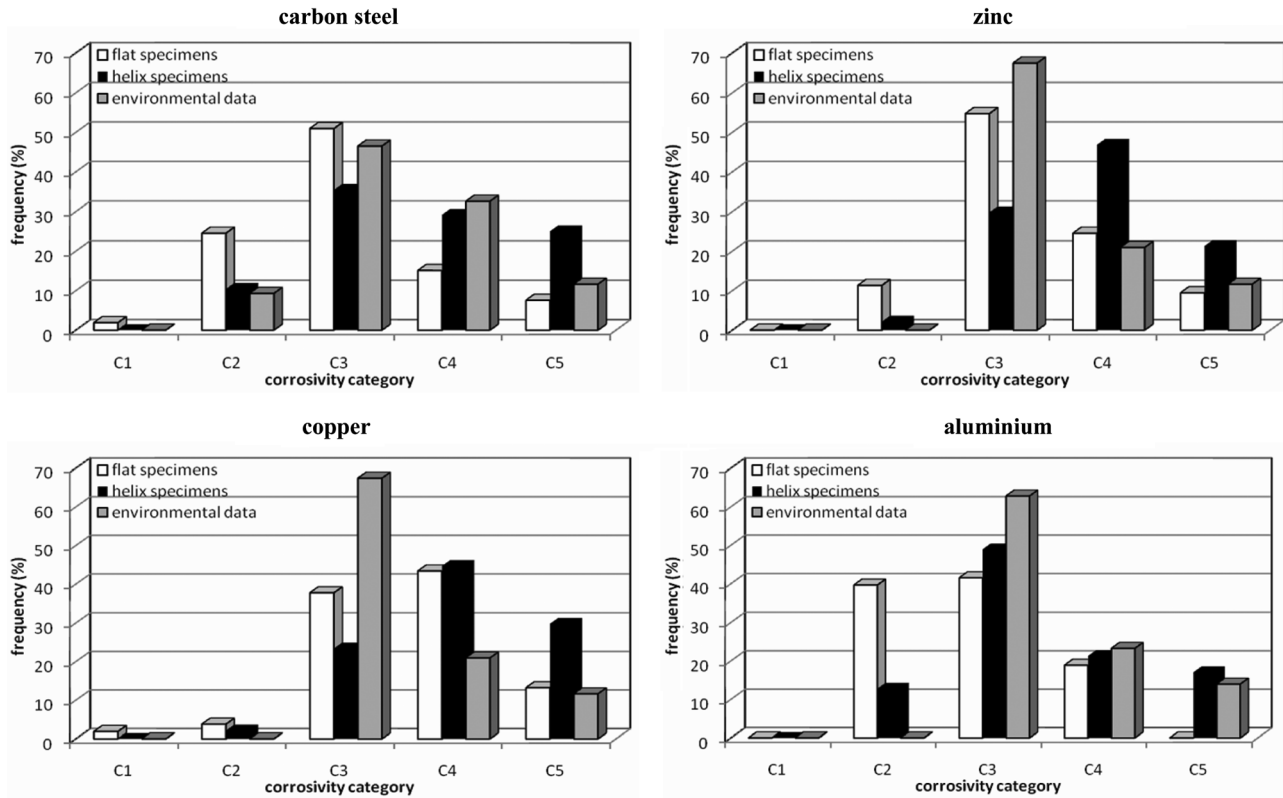 carbon steel
frequency (%)
70
60
50
40
30
20
10
0
flat specimens
helix specimens
environmental data
C1 C2 C3 C4 C5
corrosivity category
zinc
frequency (%)
70
60
50
40
30
20
10
0
flat specimens
helix specimens
environmental data
C1 C2 C3 C4 C5
corrosivity category
copper
frequency (%)
70
60
50
40
30
20
10
0
flat specimens
helix specimens
environmental data
C1 C2 C3 C4 C5
corrosivity category
aluminium
frequency (%)
70
60
50
40
30
20
10
0
flat specimens
helix specimens
environmental data
C1 C2 C3 C4 C5
corrosivity category